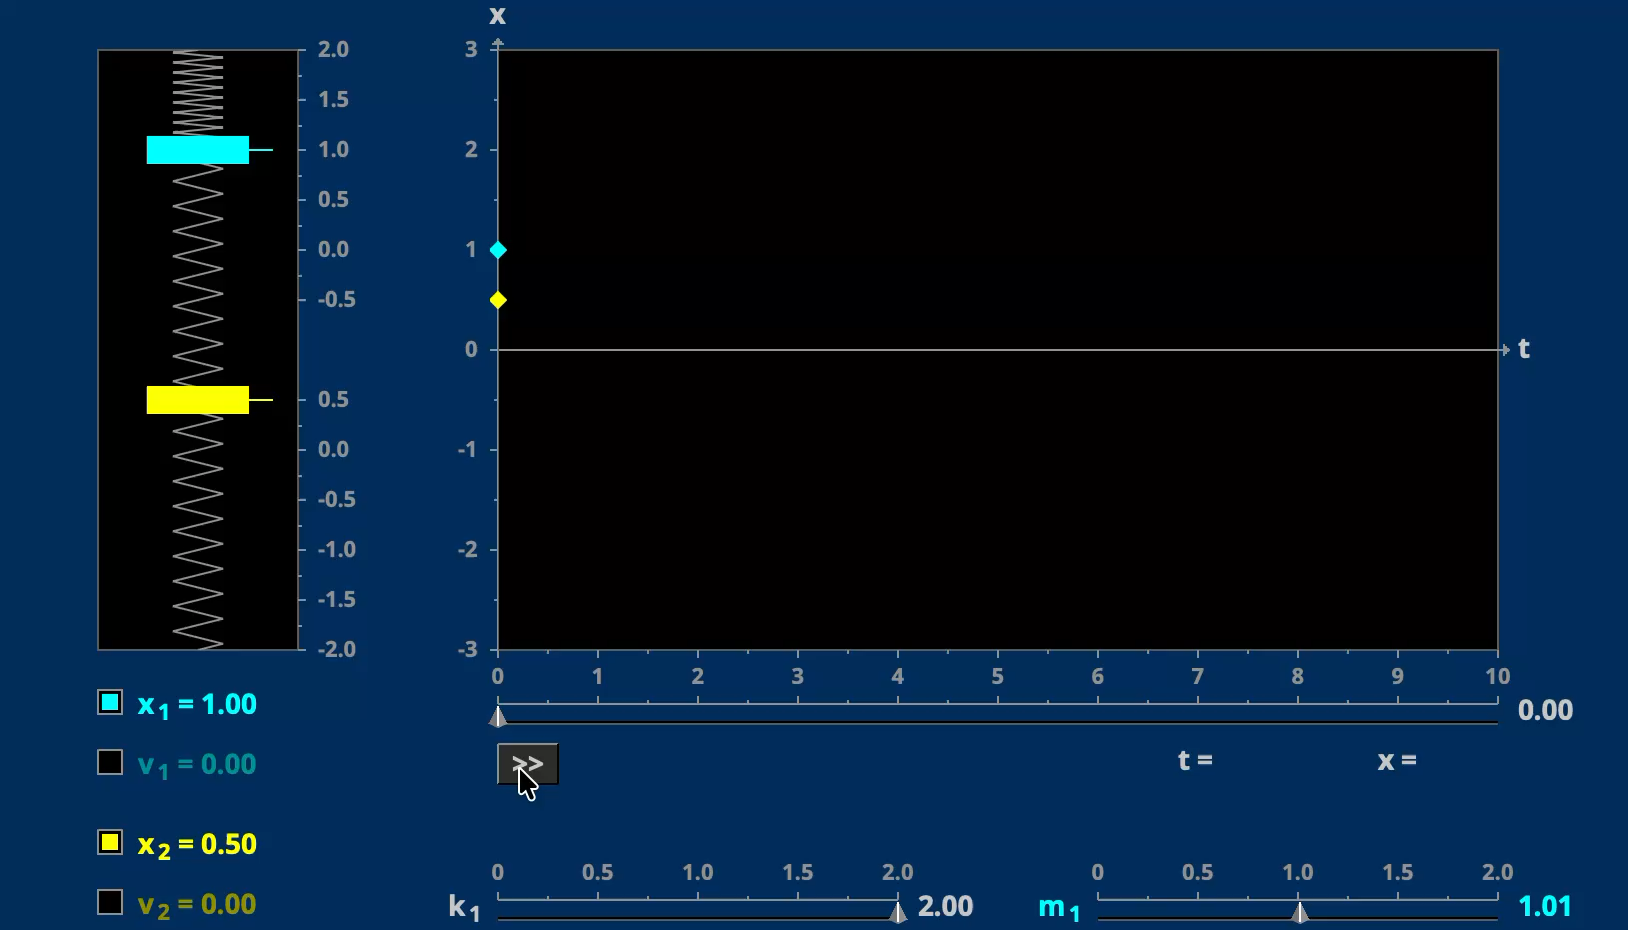 x
2.0
1.5
1.0
0.5
0.0
-0.5
0.5
0.0
-0.5
-1.0
-1.5
-2.0
3
2
1
0
-1
-2
-3
t
0 1 2 3 4 5 6 7 8 9 10
0.00
x1 = 1.00
v1 = 0.00
x2 = 0.50
v2 = 0.00
>>
t =
x =
0 0.5 1.0 1.5 2.0
k1 2.00
0 0.5 1.0 1.5 2.0
m1 1.01